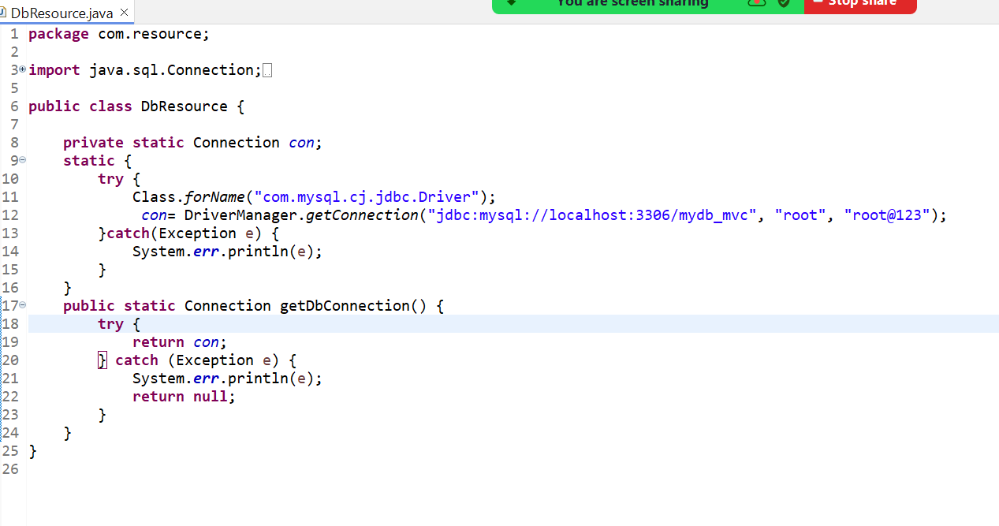 DbResource.java
You are screen sharing
Stop share
1 package com.resource;
2
3 import java.sql.Connection;
5
6 public class DbResource {
7
8     private static Connection con;
9     static {
10         try {
11             Class.forName("com.mysql.cj.jdbc.Driver");
12              con= DriverManager.getConnection("jdbc:mysql://localhost:3306/mydb_mvc", "root", "root@123");
13         }catch(Exception e) {
14             System.err.println(e);
15         }
16     }
17     public static Connection getDbConnection() {
18         try {
19             return con;
20         } catch (Exception e) {
21             System.err.println(e);
22             return null;
23         }
24     }
25 }
26